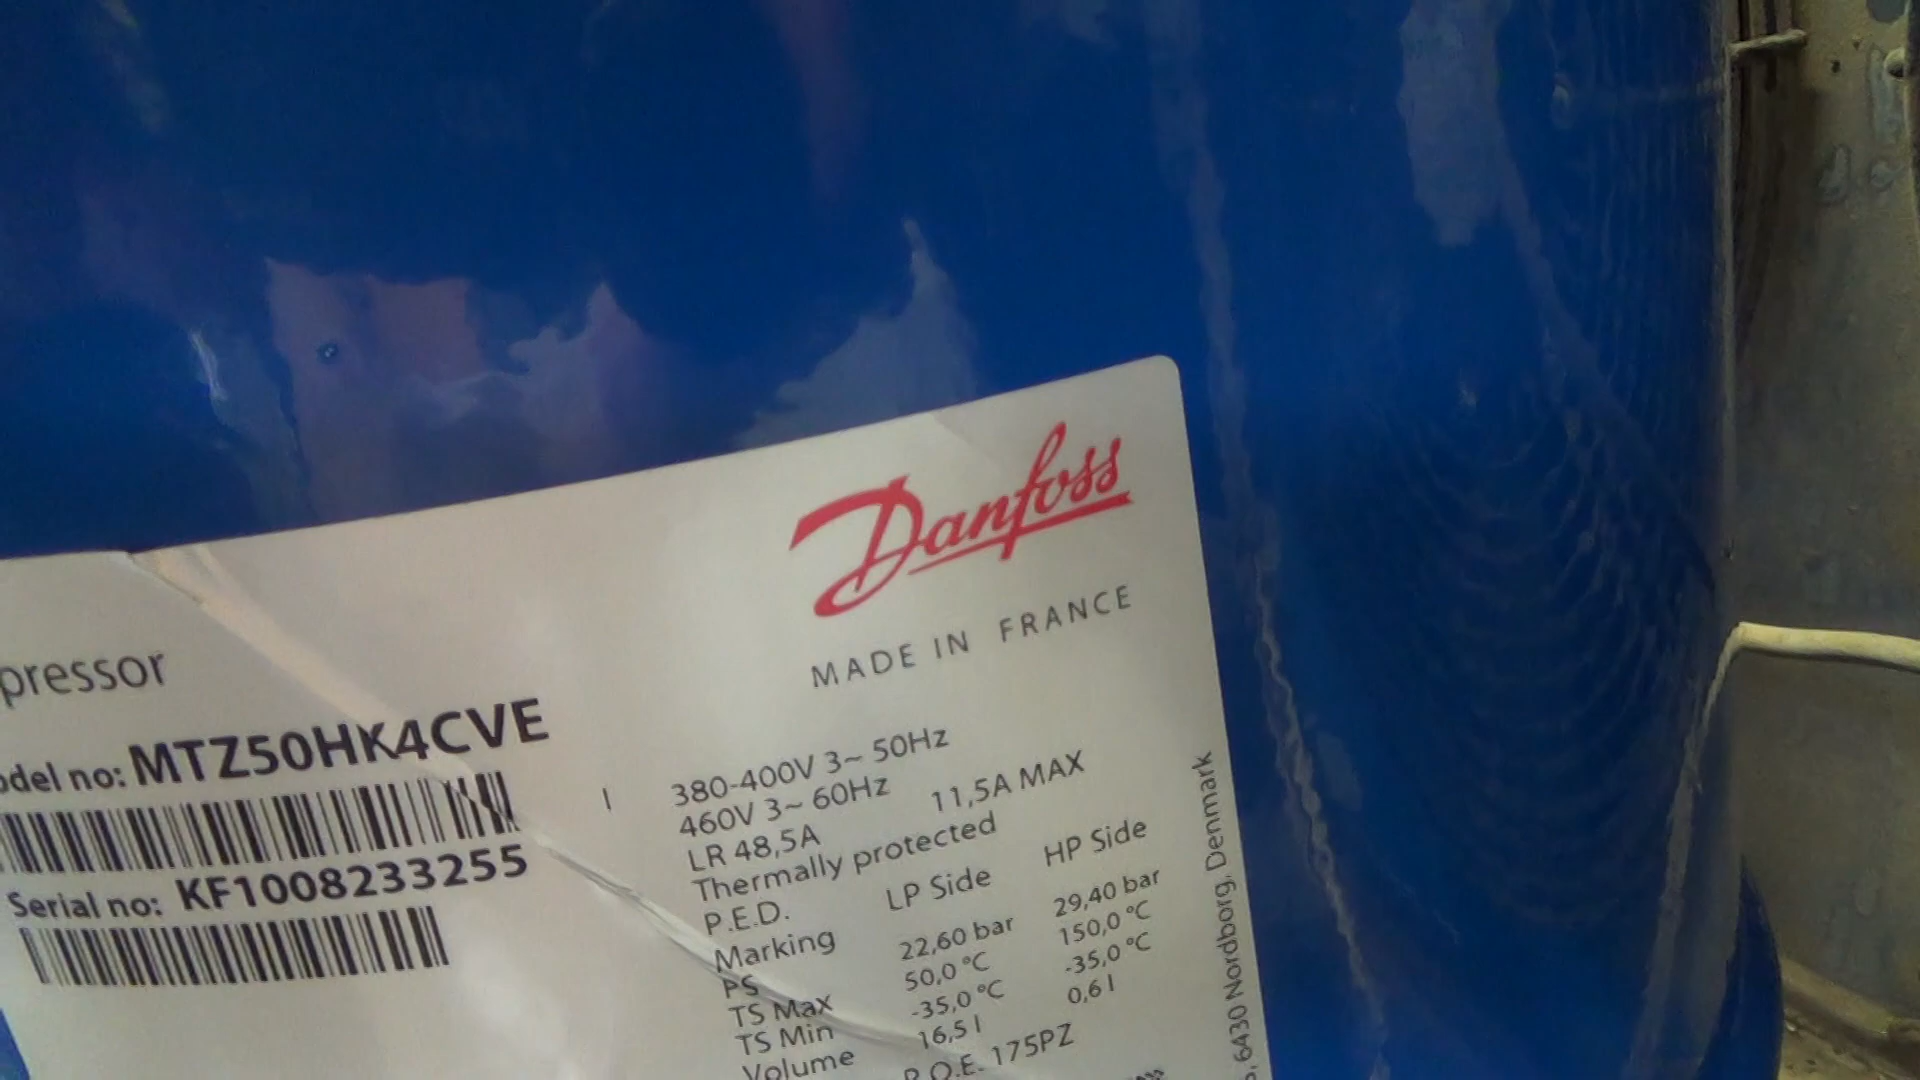 Danfoss
MADE IN FRANCE
pressor
odel no: MTZ50HK4CVE
Serial no: KF1008233255
I
380-400V 3~ 50Hz
460V 3~ 60Hz 11,5A MAX
LR 48,5A
Thermally protected
P.E.D. LP Side HP Side
Marking
PS 22,60 bar 29,40 bar
TS Max 50,0 °C 150,0 °C
TS Min -35,0 °C -35,0 °C
Volume 16,5 l 0,6 l
P.O.E. 175PZ
6430 Nordborg, Denmark